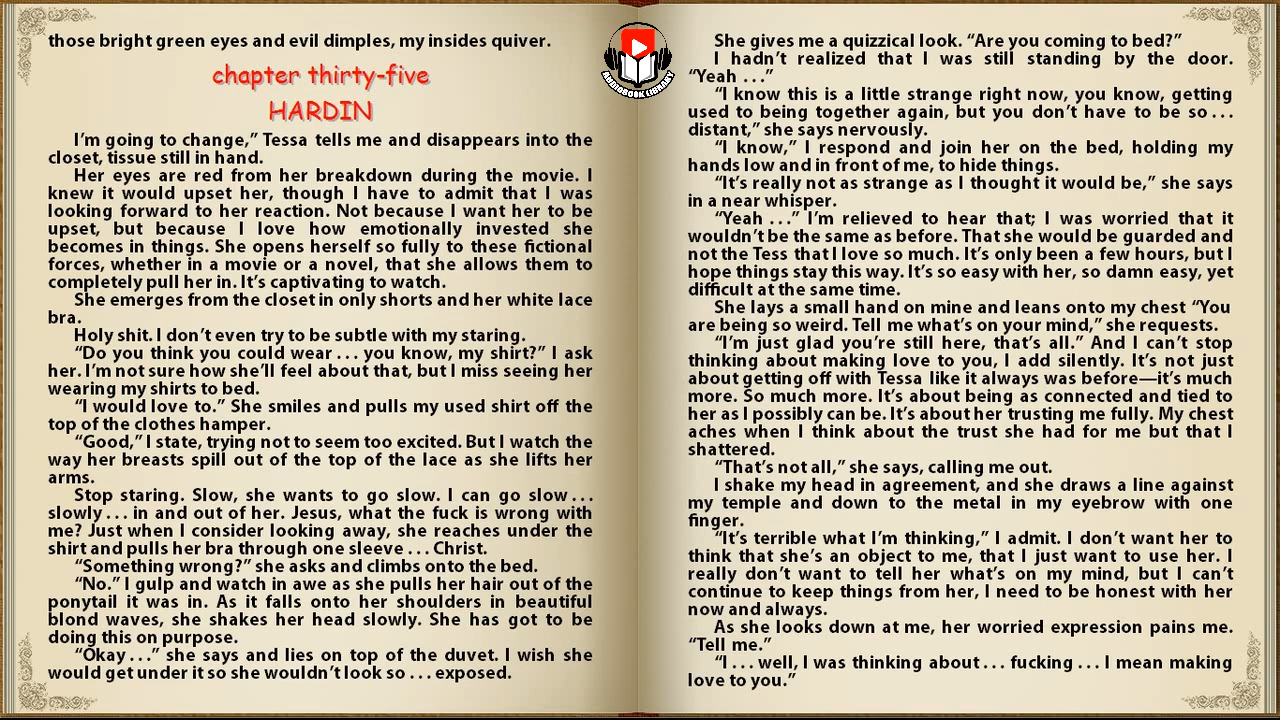 those bright green eyes and evil dimples, my insides quiver.
chapter thirty-five
HARDIN
I’m going to change,” Tessa tells me and disappears into the
closet, tissue still in hand.
Her eyes are red from her breakdown during the movie. I
knew it would upset her, though I have to admit that I was
looking forward to her reaction. Not because I want her to be
upset, but because I love how emotionally invested she
becomes in things. She opens herself so fully to these fictional
forces, whether in a movie or a novel, that she allows them to
completely pull her in. It’s captivating to watch.
She emerges from the closet in only shorts and her white lace
bra.
Holy shit. I don’t even try to be subtle with my staring.
“Do you think you could wear . . . you know, my shirt?” I ask
her. I’m not sure how she’ll feel about that, but I miss seeing her
wearing my shirts to bed.
“I would love to.” She smiles and pulls my used shirt off the
top of the clothes hamper.
“Good,” I state, trying not to seem too excited. But I watch the
way her breasts spill out of the top of the lace as she lifts her
arms.
Stop staring. Slow, she wants to go slow. I can go slow . . .
slowly . . . in and out of her. Jesus, what the fuck is wrong with
me? Just when I consider looking away, she reaches under the
shirt and pulls her bra through one sleeve . . . Christ.
“Something wrong?” she asks and climbs onto the bed.
“No.” I gulp and watch in awe as she pulls her hair out of the
ponytail it was in. As it falls onto her shoulders in beautiful
blond waves, she shakes her head slowly. She has got to be
doing this on purpose.
“Okay . . .” she says and lies on top of the duvet. I wish she
would get under it so she wouldn’t look so . . . exposed.
AUDIOBOOK LIBRARY
She gives me a quizzical look. “Are you coming to bed?”
I hadn’t realized that I was still standing by the door.
“Yeah . . .”
“I know this is a little strange right now, you know, getting
used to being together again, but you don’t have to be so . . .
distant,” she says nervously.
“I know,” I respond and join her on the bed, holding my
hands low and in front of me, to hide things.
“It’s really not as strange as I thought it would be,” she says
in a near whisper.
“Yeah . . .” I’m relieved to hear that; I was worried that it
wouldn’t be the same as before. That she would be guarded and
not the Tess that I love so much. It’s only been a few hours, but I
hope things stay this way. It’s so easy with her, so damn easy, yet
difficult at the same time.
She lays a small hand on mine and leans onto my chest “You
are being so weird. Tell me what’s on your mind,” she requests.
“I’m just glad you’re still here, that’s all.” And I can’t stop
thinking about making love to you, I add silently. It’s not just
about getting off with Tessa like it always was before—it’s much
more. So much more. It’s about being as connected and tied to
her as I possibly can be. It’s about her trusting me fully. My chest
aches when I think about the trust she had for me but that I
shattered.
“That’s not all,” she says, calling me out.
I shake my head in agreement, and she draws a line against
my temple and down to the metal in my eyebrow with one
finger.
“It’s terrible what I’m thinking,” I admit. I don’t want her to
think that she’s an object to me, that I just want to use her. I
really don’t want to tell her what’s on my mind, but I can’t
continue to keep things from her, I need to be honest with her
now and always.
As she looks down at me, her worried expression pains me.
“Tell me.”
“I . . . well, I was thinking about . . . fucking . . . I mean making
love to you.”